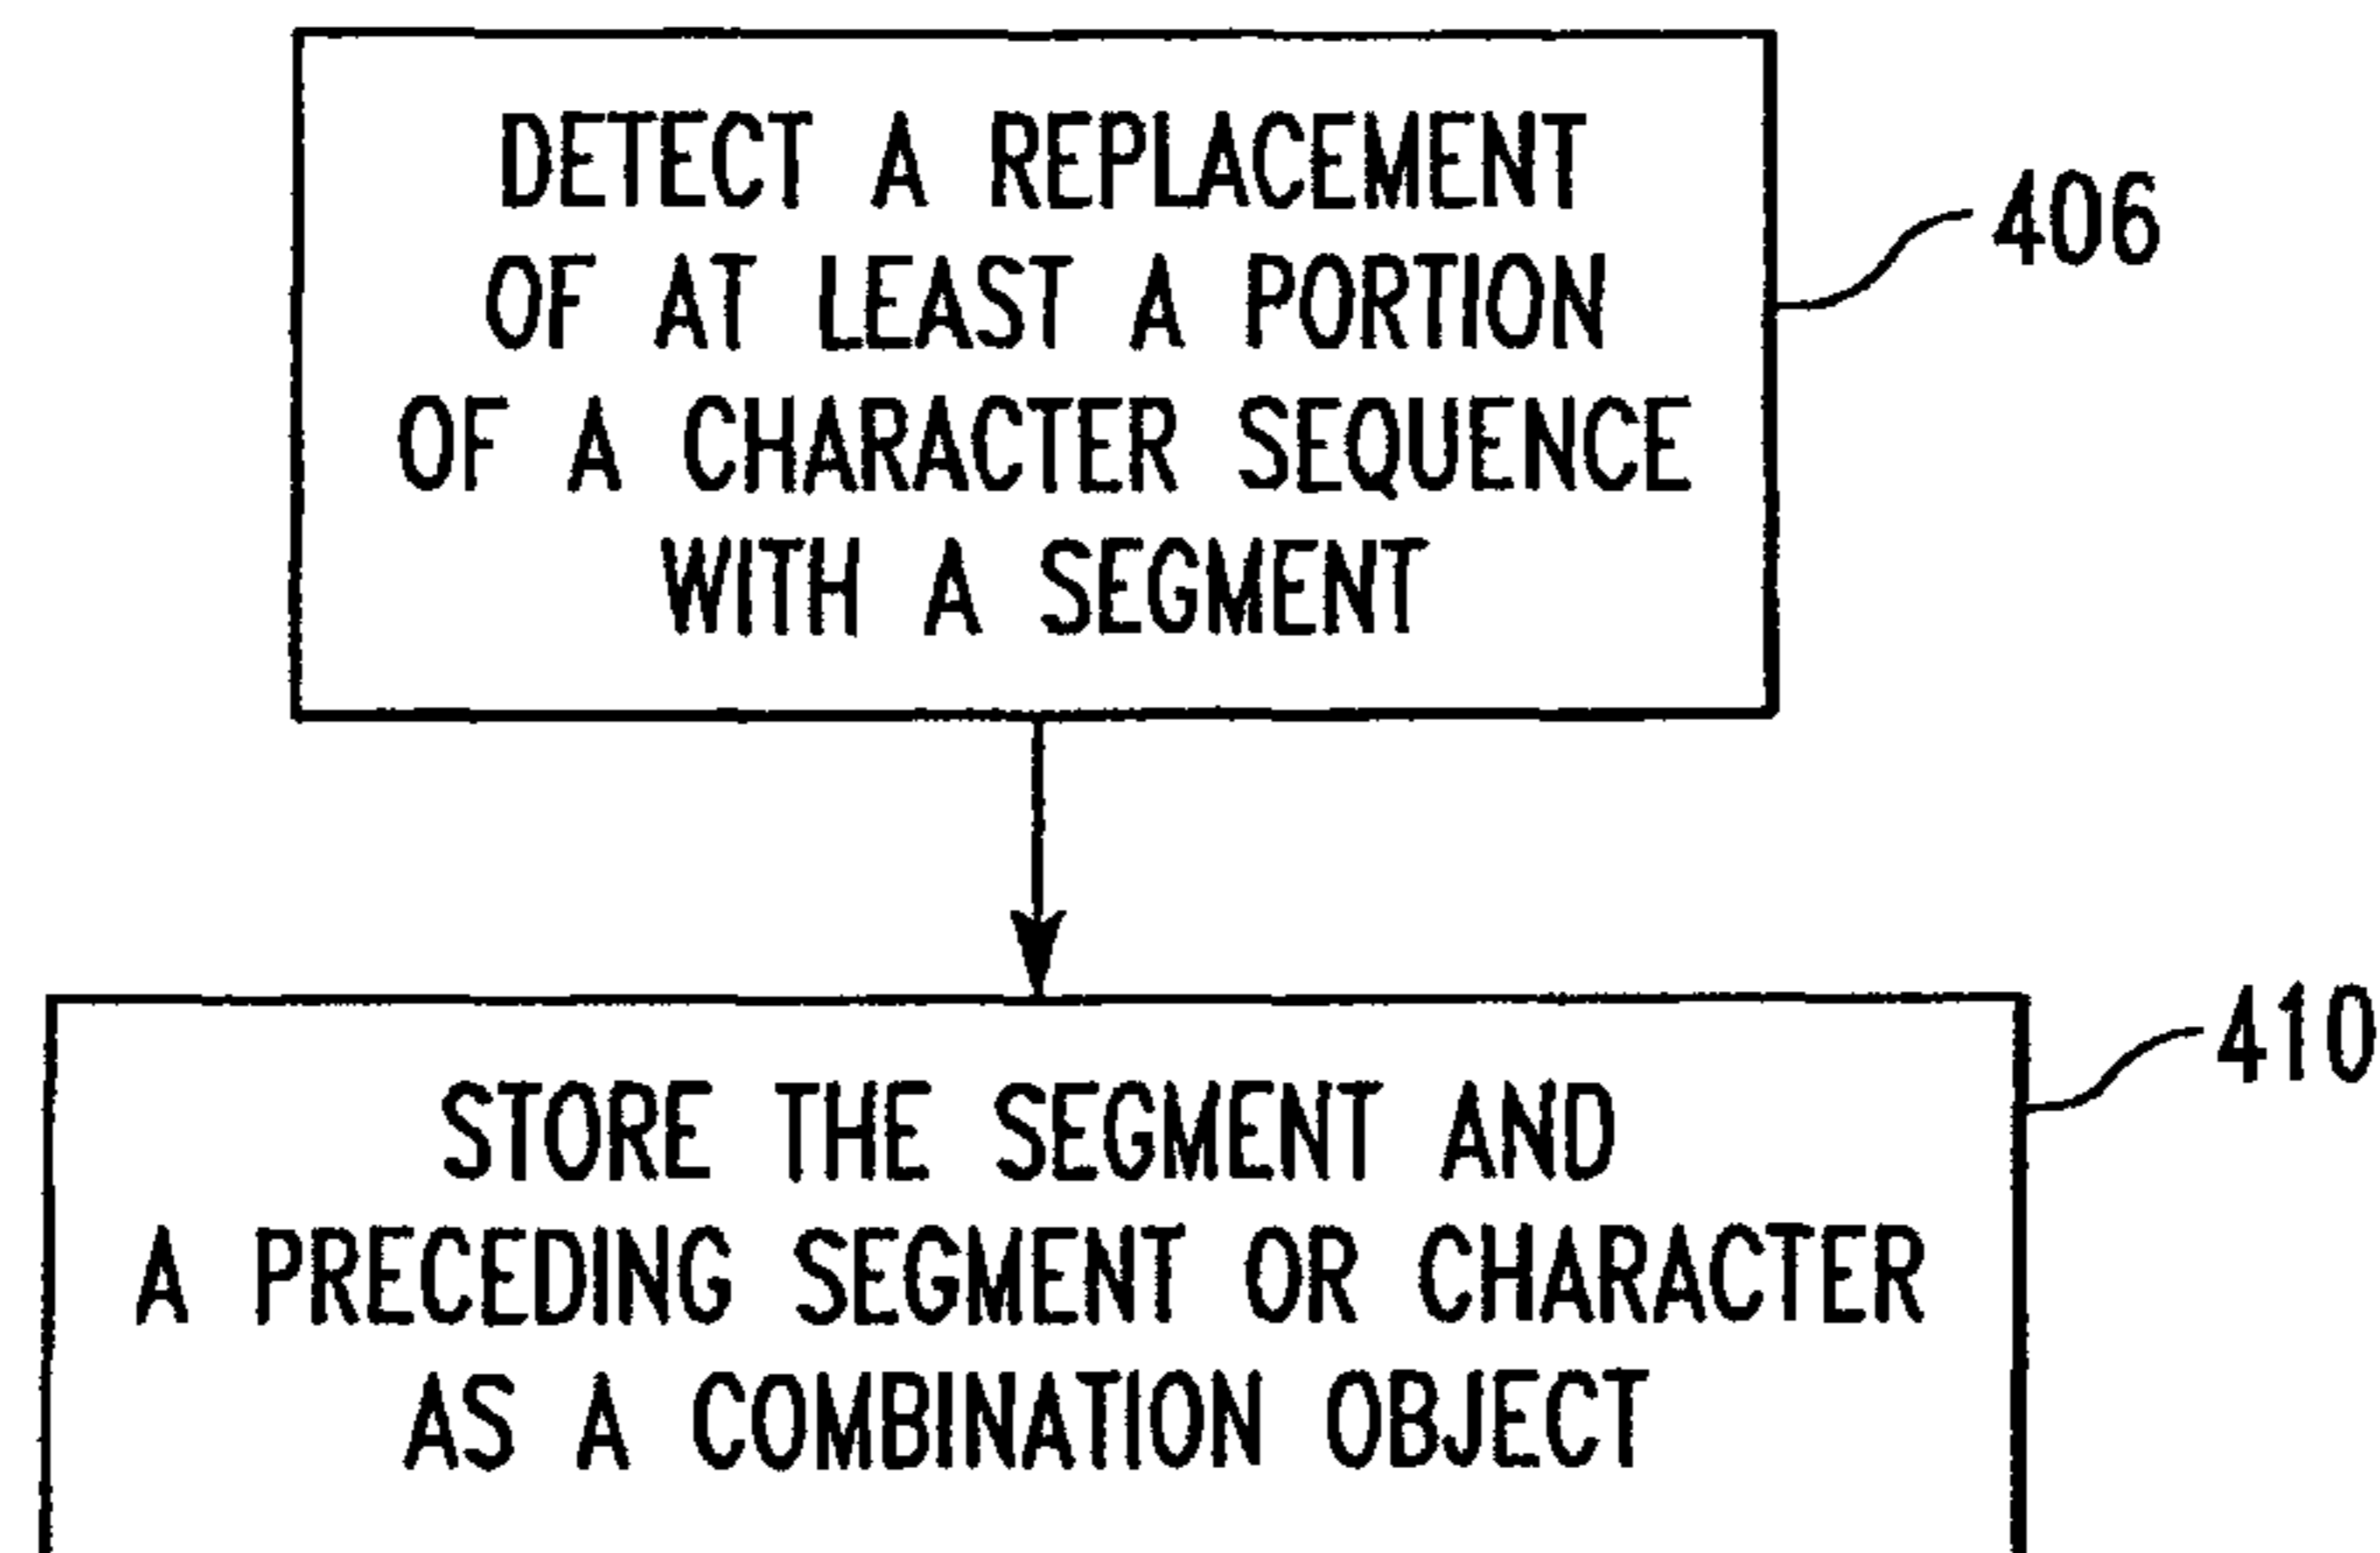 DETECT A REPLACEMENT
OF AT LEAST A PORTION
OF A CHARACTER SEQUENCE
WITH A SEGMENT
406
STORE THE SEGMENT AND
A PRECEDING SEGMENT OR CHARACTER
AS A COMBINATION OBJECT
410